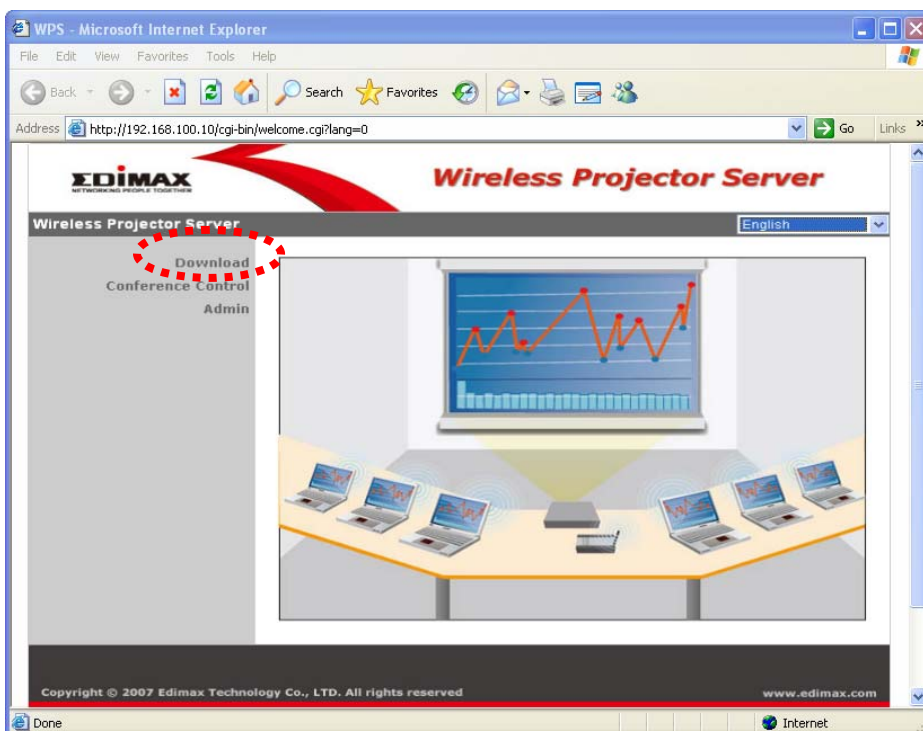 WPS - Microsoft Internet Explorer
File Edit View Favorites Tools Help
Back Search Favorites
Address http://192.168.100.10/cgi-bin/welcome.cgi?lang=0 Go Links »
EDiMAX
NETWORKING PEOPLE TOGETHER
Wireless Projector Server
Wireless Projector Server English
Download
Conference Control
Admin
Copyright © 2007 Edimax Technology Co., LTD. All rights reserved www.edimax.com
Done Internet